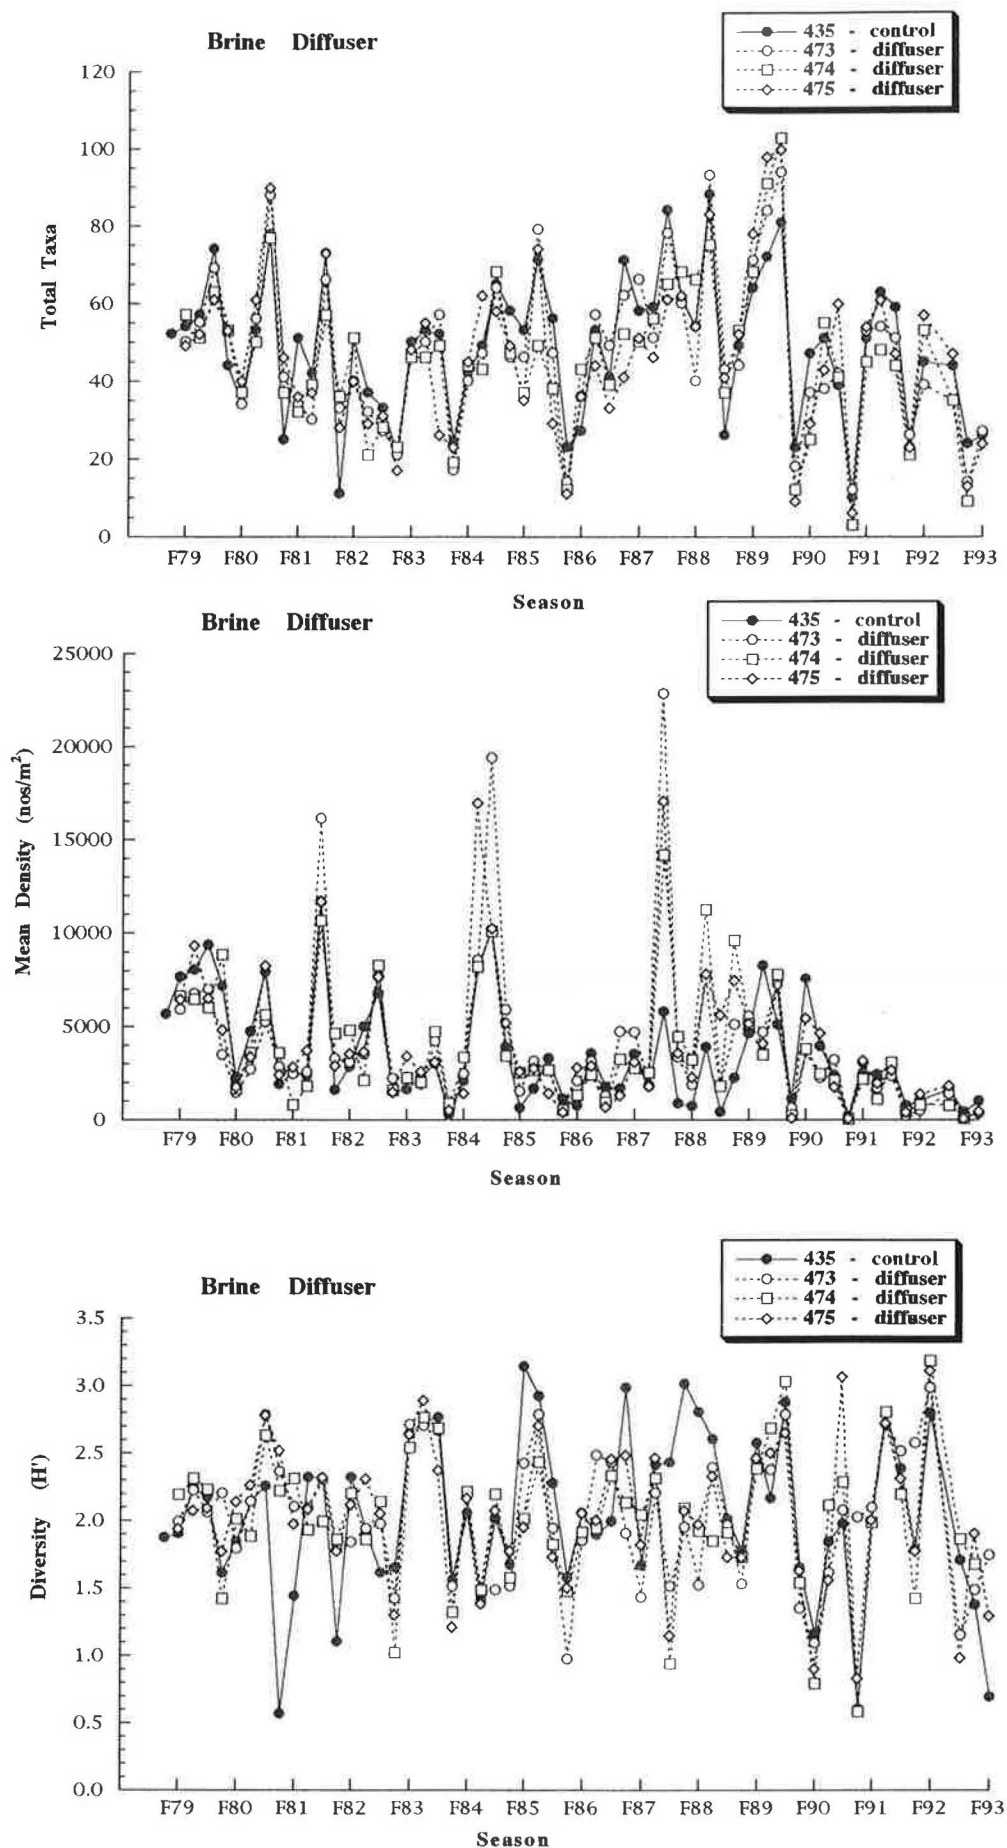 Brine Diffuser
435 - control
473 - diffuser
474 - diffuser
475 - diffuser
120
100
80
60
40
20
0
Total Taxa
F79 F80 F81 F82 F83 F84 F85 F86 F87 F88 F89 F90 F91 F92 F93
Season
Brine Diffuser
435 - control
473 - diffuser
474 - diffuser
475 - diffuser
25000
20000
15000
10000
5000
0
Mean Density (nos/m²)
F79 F80 F81 F82 F83 F84 F85 F86 F87 F88 F89 F90 F91 F92 F93
Season
Brine Diffuser
435 - control
473 - diffuser
474 - diffuser
475 - diffuser
3.5
3.0
2.5
2.0
1.5
1.0
0.5
0.0
Diversity (H')
F79 F80 F81 F82 F83 F84 F85 F86 F87 F88 F89 F90 F91 F92 F93
Season